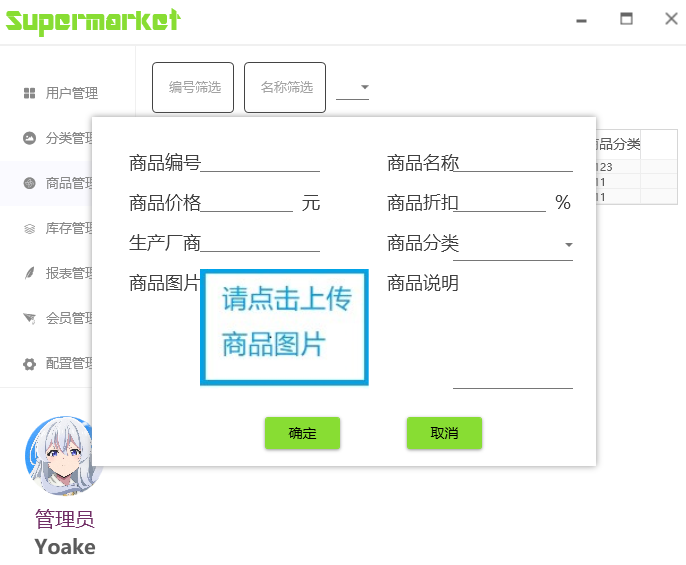 Supermarket
编号筛选 名称筛选
用户管理
分类管理
商品管理
库存管理
报表管理
会员管理
配置管理
商品编号 商品名称
商品价格 元 商品折扣 %
生产厂商 商品分类
商品图片 商品说明
请点击上传
商品图片
确定 取消
商品分类
123
11
11
管理员
Yoake